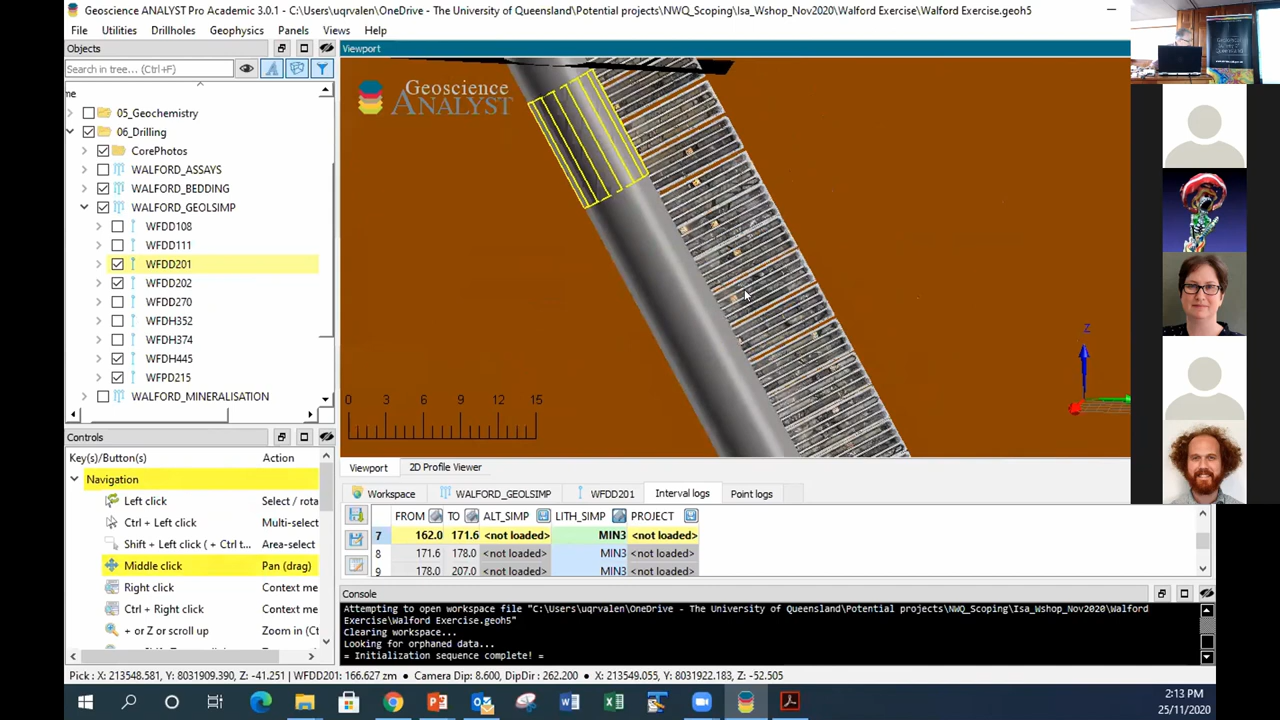 Geoscience ANALYST Pro Academic 3.0.1 - C:\Users\uqrvalen\OneDrive - The University of Queensland\Potential projects\NWQ_Scoping\Isa_Wshop_Nov2020\Walford Exercise\Walford Exercise.geoh5*
File Utilities Drillholes Geophysics Panels Views Help
Objects
Viewport
Search in tree... (Ctrl+F)
me
05_Geochemistry
06_Drilling
CorePhotos
WALFORD_ASSAYS
WALFORD_BEDDING
WALFORD_GEOLSIMP
WFDD108
WFDD111
WFDD201
WFDD202
WFDD270
WFDH352
WFDH374
WFDH445
WFPD215
WALFORD_MINERALISATION
Geoscience
ANALYST
0 3 6 9 12 15
Z
Controls
Key(s)/Button(s) Action
Navigation
Left click Select / rota
Ctrl + Left click Multi-select
Shift + Left click ( + Ctrl t... Area-select
Middle click Pan (drag)
Right click Context me
Ctrl + Right click Context me
+ or Z or scroll up Zoom in (Ct
Viewport 2D Profile Viewer
Workspace WALFORD_GEOLSIMP WFDD201 Interval logs Point logs
FROM TO ALT_SIMP LITH_SIMP PROJECT
7 162.0 171.6 <not loaded> MIN3 <not loaded>
8 171.6 178.0 <not loaded> MIN3 <not loaded>
9 178.0 207.0 <not loaded> MIN3 <not loaded>
Console
Attempting to open workspace file "C:\Users\uqrvalen\OneDrive - The University of Queensland\Potential projects\NWQ_Scoping\Isa_Wshop_Nov2020\Walford
Exercise\Walford Exercise.geoh5"
Clearing workspace...
Looking for orphaned data...
= Initialization sequence complete! =
Pick : X: 213548.581, Y: 8031909.390, Z: -41.251 | WFDD201: 166.627 zm • Camera Dip: 8.600, DipDir : 262.200 • X: 213549.055, Y: 8031922.183, Z: -52.505
2:13 PM
25/11/2020